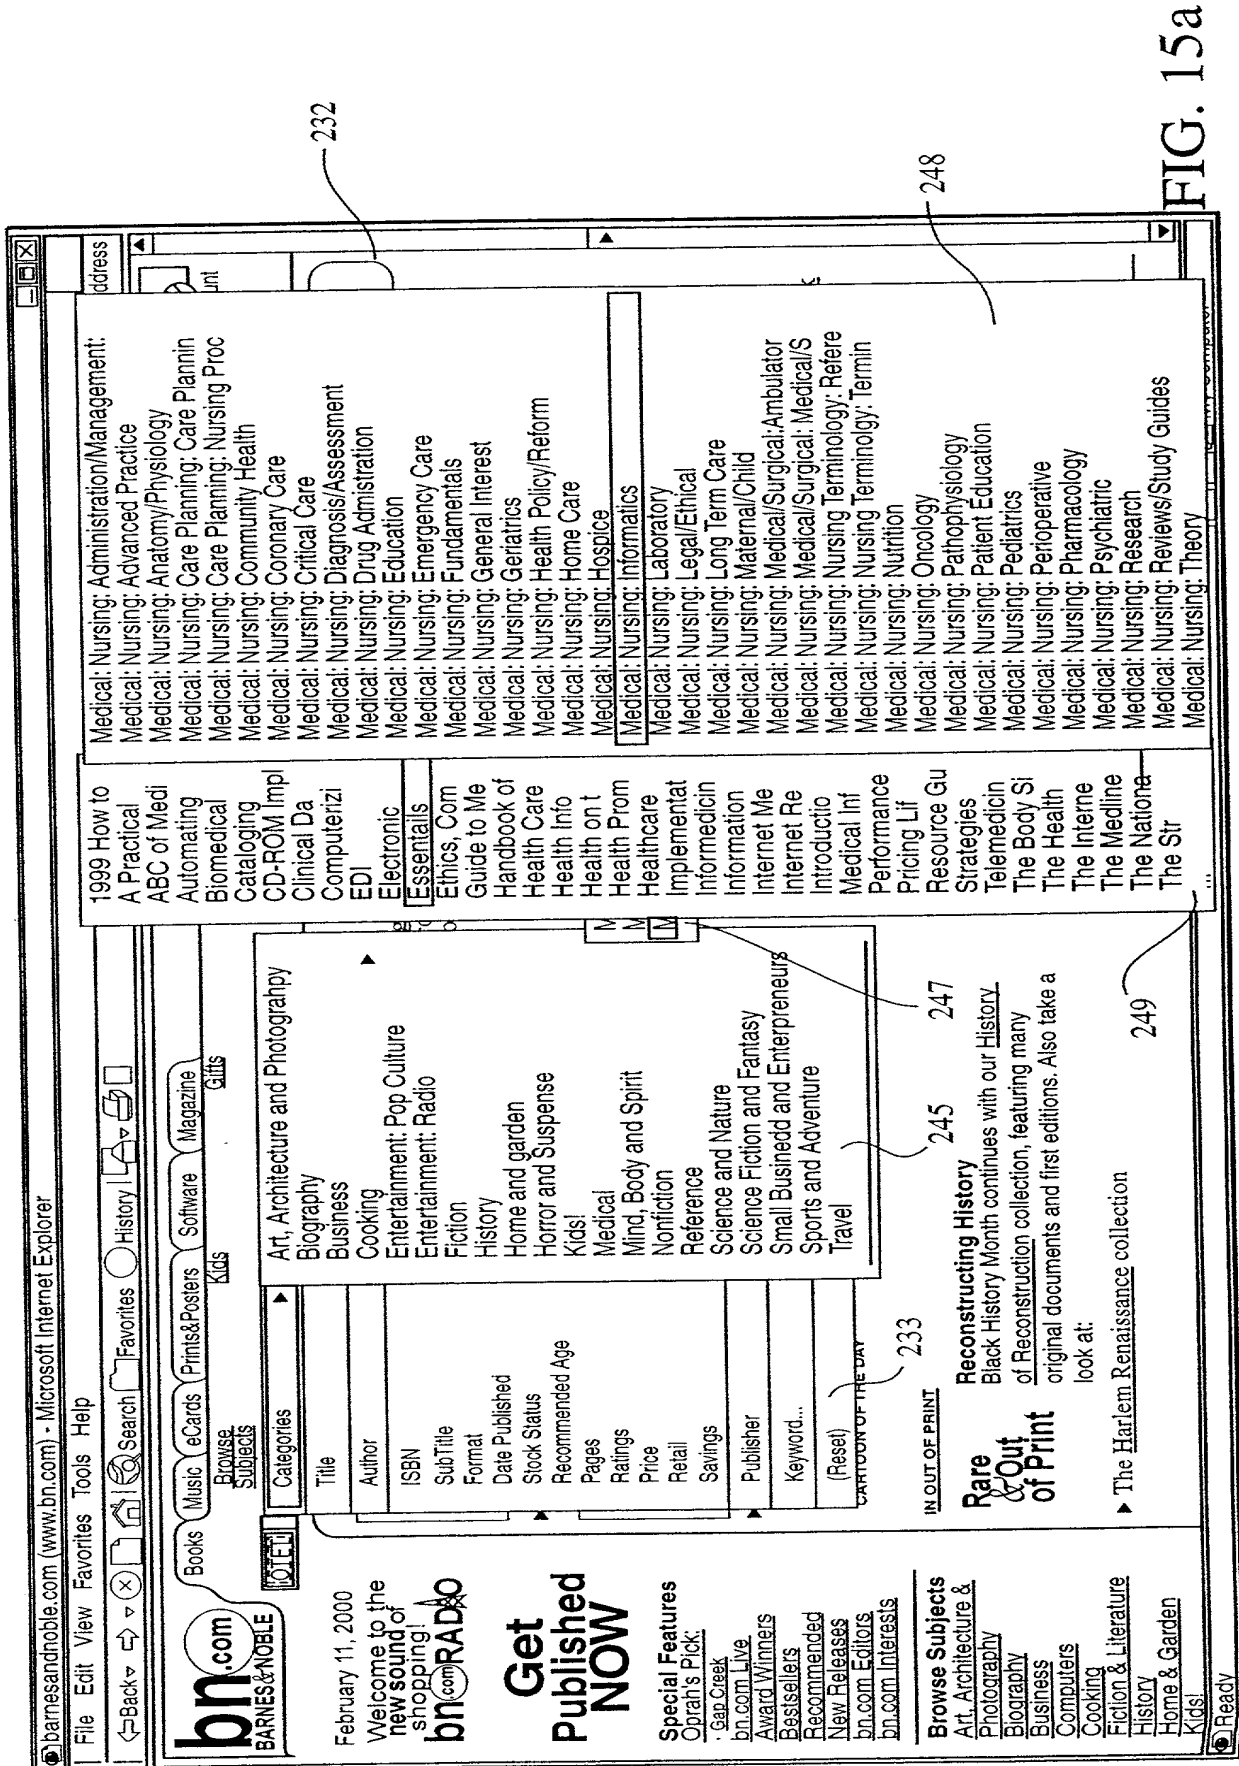 barnesandnoble.com (www.bn.com) - Microsoft Internet Explorer
File Edit View Favorites Tools Help
Back Search Favorites History
ddress
Books Music eCards Prints&Posters Software Magazine
bn.com
BARNES & NOBLE
Browse
Subjects
Kids
Gifts
unt
February 11, 2000
Welcome to the
new sound of
shopping!
bn.com RADIO
Get
Published
NOW
Special Features
Oprah's Pick:
Gap Creek
bn.com Live
Award Winners
Bestsellers
Recommended
New Releases
bn.com Editors
bn.com Interests
Browse Subjects
Art, Architecture &
Photography
Biography
Business
Computers
Cooking
Fiction & Literature
History
Home & Garden
Kids!
Ready
Categories
Title
Author
ISBN
SubTitle
Format
Date Published
Stock Status
Recommended Age
Pages
Ratings
Price
Retail
Savings
Publisher
Keyword...
(Reset)
CARTOON OF THE DAY
233
IN OUT OF PRINT
Rare
& Out
of Print
Reconstructing History
Black History Month continues with our History
of Reconstruction collection, featuring many
original documents and first editions. Also take a
look at:
The Harlem Renaissance collection
Art, Architecture and Photograhpy
Biography
Business
Cooking
Entertainment: Pop Culture
Entertainment: Radio
Fiction
History
Home and garden
Horror and Suspense
Kids!
Medical
Mind, Body and Spirit
Nonfiction
Reference
Science and Nature
Science Fiction and Fantasy
Small Businedd and Enterpreneurs
Sports and Adventure
Travel
245
M
M
M
247
1999 How to
A Practical
ABC of Medi
Automating
Biomedical
Cataloging
CD-ROM Impl
Clinical Da
Computerizi
EDI
Electronic
Essentails
Ethics, Com
Guide to Me
Handbook of
Health Care
Health Info
Health on t
Health Prom
Healthcare
Implementat
Informedicin
Information
Internet Me
Internet Re
Introductio
Medical Inf
Performance
Pricing Lif
Resource Gu
Strategies
Telemedicin
The Body Si
The Health
The Interne
The Medline
The Nationa
The Str
...
249
Medical: Nursing: Administration/Management:
Medical: Nursing: Advanced Practice
Medical: Nursing: Anatomy/Physiology
Medical: Nursing: Care Planning: Care Plannin
Medical: Nursing: Care Planning: Nursing Proc
Medical: Nursing: Community Health
Medical: Nursing: Coronary Care
Medical: Nursing: Critical Care
Medical: Nursing: Diagnosis/Assessment
Medical: Nursing: Drug Admistration
Medical: Nursing: Education
Medical: Nursing: Emergency Care
Medical: Nursing: Fundamentals
Medical: Nursing: General Interest
Medical: Nursing: Geriatrics
Medical: Nursing: Health Policy/Reform
Medical: Nursing: Home Care
Medical: Nursing: Hospice
Medical: Nursing: Informatics
Medical: Nursing: Laboratory
Medical: Nursing: Legal/Ethical
Medical: Nursing: Long Term Care
Medical: Nursing: Maternal/Child
Medical: Nursing: Medical/Surgical:Ambulator
Medical: Nursing: Medical/Surgical: Medical/S
Medical: Nursing: Nursing Terminology: Refere
Medical: Nursing: Nursing Terminolgy: Termin
Medical: Nursing: Nutrition
Medical: Nursing: Oncology
Medical: Nursing: Pathophysiology
Medical: Nursing: Patient Education
Medical: Nursing: Pediatrics
Medical: Nursing: Perioperative
Medical: Nursing: Pharmacology
Medical: Nursing: Psychiatric
Medical: Nursing: Research
Medical: Nursing: Reviews/Study Guides
Medical: Nursing: Theory
232
248
FIG. 15a